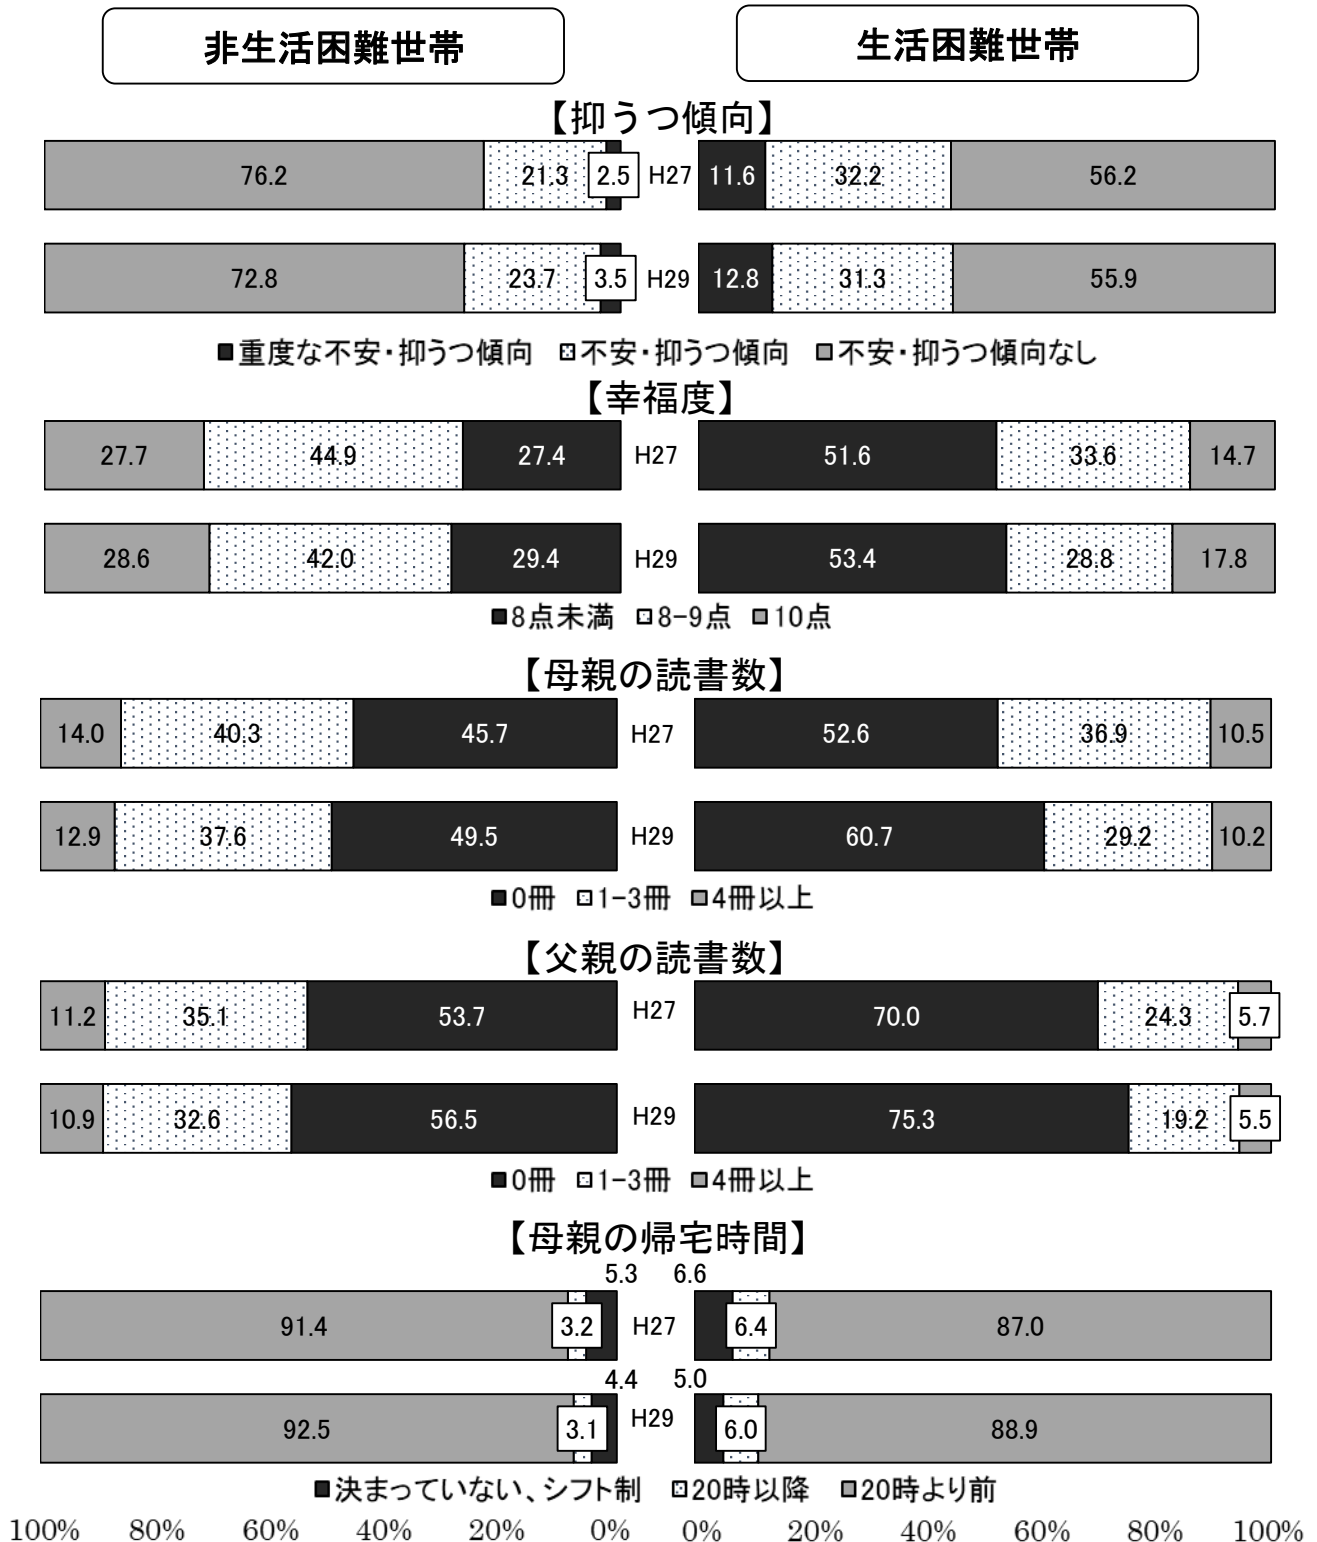 非生活困難世帯 生活困難世帯
【抑うつ傾向】
76.2 21.3 2.5 H27 11.6 32.2 56.2
72.8 23.7 3.5 H29 12.8 31.3 55.9
■重度な不安・抑うつ傾向 不安・抑うつ傾向 ■不安・抑うつ傾向なし
【幸福度】
27.7 44.9 27.4 H27 51.6 33.6 14.7
28.6 42.0 29.4 H29 53.4 28.8 17.8
■8点未満 8-9点 ■10点
【母親の読書数】
14.0 40.3 45.7 H27 52.6 36.9 10.5
12.9 37.6 49.5 H29 60.7 29.2 10.2
■0冊 1-3冊 ■4冊以上
【父親の読書数】
11.2 35.1 53.7 H27 70.0 24.3 5.7
10.9 32.6 56.5 H29 75.3 19.2 5.5
■0冊 1-3冊 ■4冊以上
【母親の帰宅時間】
5.3 6.6
91.4 3.2 H27 6.4 87.0
4.4 5.0
92.5 3.1 H29 6.0 88.9
■決まっていない、シフト制 20時以降 ■20時より前
100% 80% 60% 40% 20% 0% 0% 20% 40% 60% 80% 100%